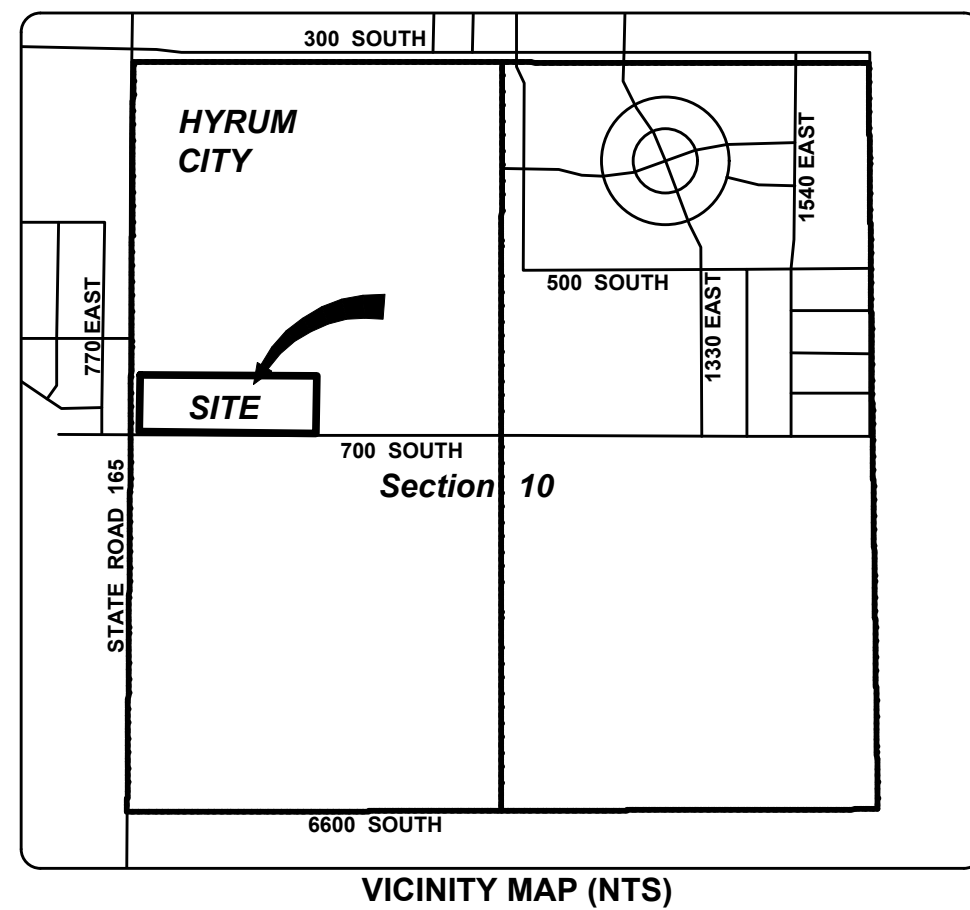 300 SOUTH
HYRUM
CITY
1540 EAST
500 SOUTH
770 EAST
1330 EAST
SITE
700 SOUTH
Section 10
STATE ROAD 165
6600 SOUTH
VICINITY MAP (NTS)